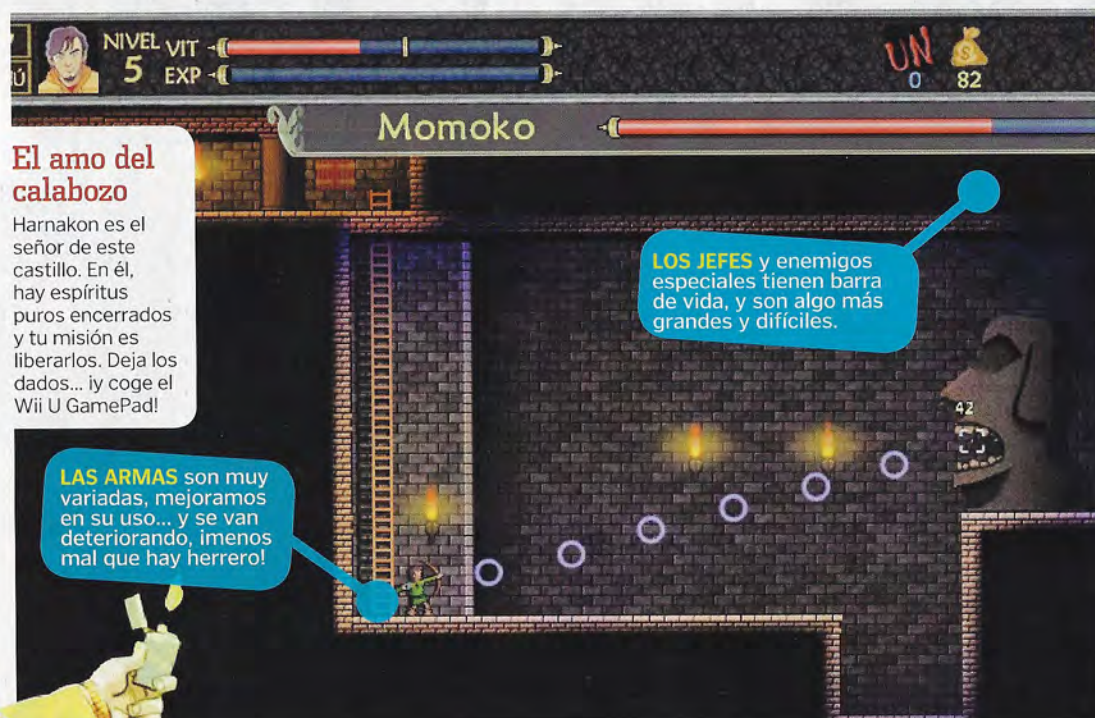 NIVEL VIT
5 EXP
UN
0 82
Momoko
El amo del
calabozo
Harnakon es el
señor de este
castillo. En él,
hay espíritus
puros encerrados
y tu misión es
liberarlos. Deja los
dados... ¡y coge el
Wii U GamePad!
LOS JEFES y enemigos
especiales tienen barra
de vida, y son algo más
grandes y difíciles.
42
LAS ARMAS son muy
variadas, mejoramos
en su uso... y se van
deteriorando, ¡menos
mal que hay herrero!